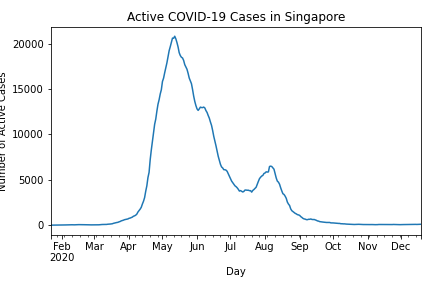 Active COVID-19 Cases in Singapore
Number of Active Cases
20000
15000
10000
5000
0
Feb Mar Apr May Jun Jul Aug Sep Oct Nov Dec
2020
Day